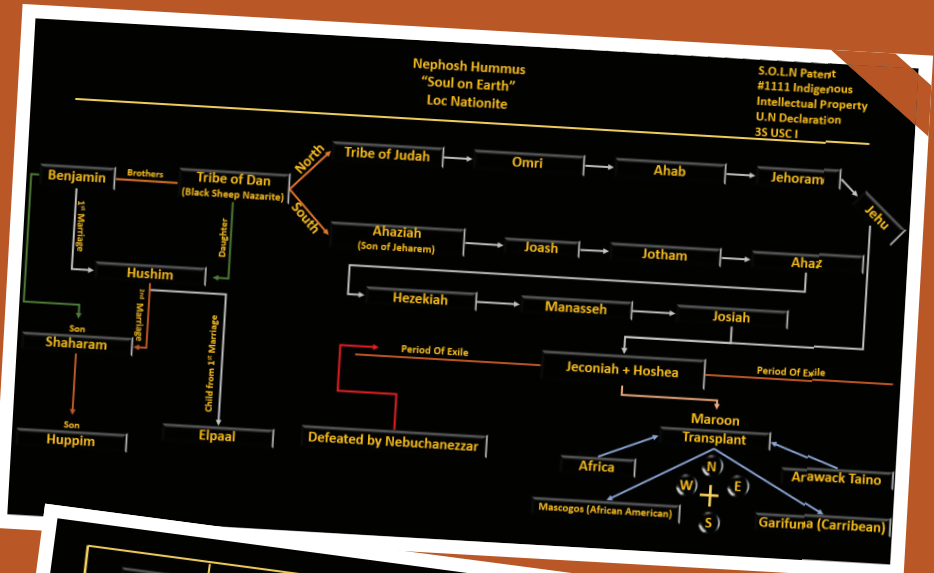 Nephosh Hummus
“Soul on Earth”
Loc Nationite
S.O.L.N Patent
#1111 Indigenous
Intellectual Property
U.N Declaration
3S USC I
Benjamin
Brothers
Tribe of Dan
(Black Sheep Nazarite)
North
South
Tribe of Judah
Omri
Ahab
Jehoram
Jehu
1st Marriage
Daughter
Ahaziah
(Son of Jeharem)
Joash
Jotham
Ahaz
Hushim
Hezekiah
Manasseh
Josiah
2nd Marriage
Son
Shaharam
Child from 1st Marriage
Period Of Exile
Jeconiah + Hoshea
Period Of Exile
Son
Huppim
Elpaal
Defeated by Nebuchanezzar
Maroon
Transplant
Africa
Arawack Taino
N
W
E
S
Mascogos (African American)
Garifuna (Carribean)